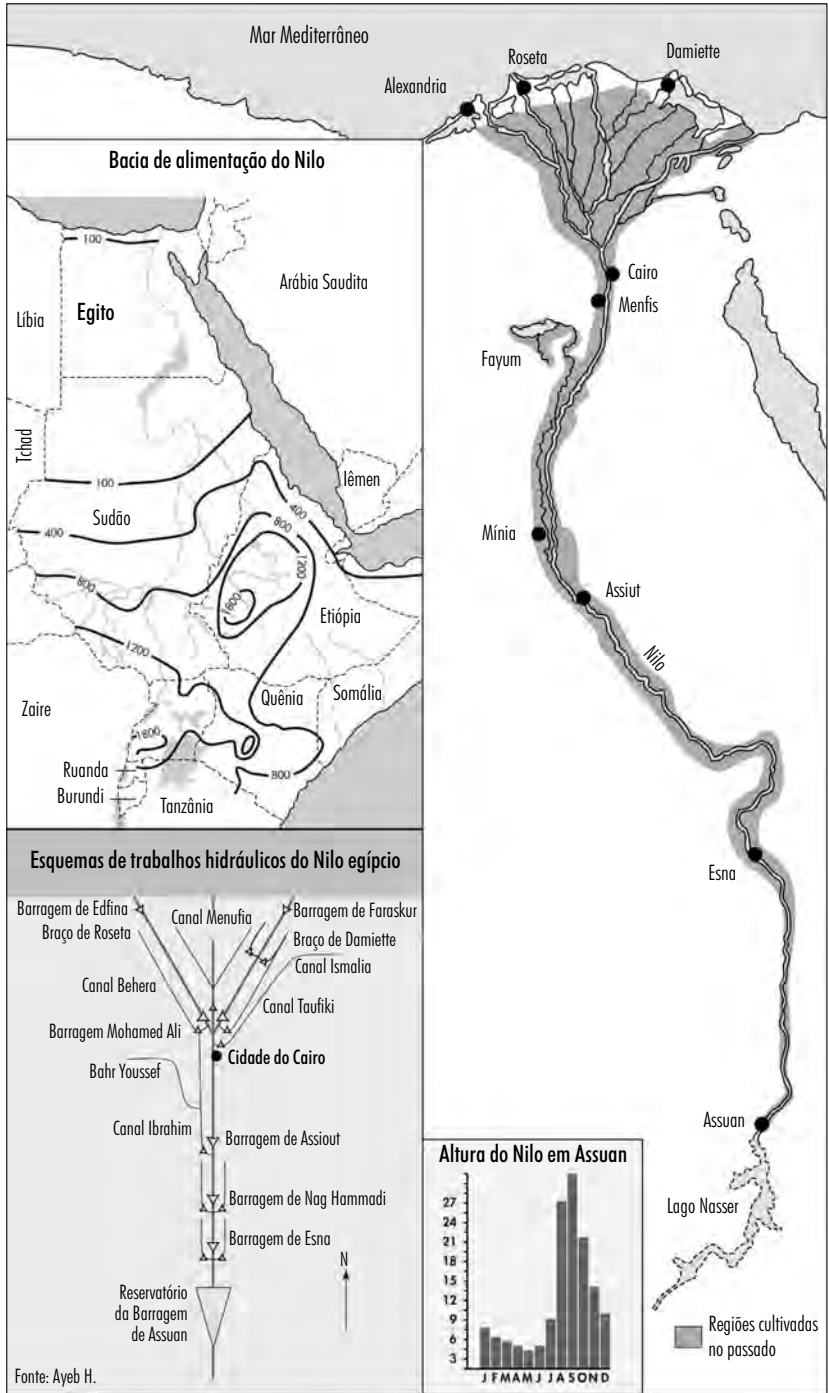 Mar Mediterrâneo
Roseta
Damiette
Alexandria
Cairo
Menfis
Fayum
Mínia
Assiut
Nilo
Esna
Assuan
Lago Nasser
Regiões cultivadas
no passado
Bacia de alimentação do Nilo
100
Arábia Saudita
Egito
Líbia
Tchad
100
Iêmen
Sudão
400
400
800
1200
800
1600
Etiópia
1200
Zaire
Quênia
Somália
1600
Ruanda
800
Burundi
Tanzânia
Esquemas de trabalhos hidráulicos do Nilo egípcio
Barragem de Edfina
Canal Menufia
Barragem de Faraskur
Braço de Roseta
Braço de Damiette
Canal Ismalia
Canal Behera
Canal Taufiki
Barragem Mohamed Ali
Cidade do Cairo
Bahr Youssef
Canal Ibrahim
Barragem de Assiout
Barragem de Nag Hammadi
Barragem de Esna
N
Reservatório
da Barragem
de Assuan
Fonte: Ayeb H.
Altura do Nilo em Assuan
27
24
21
18
15
12
9
6
3
J F M A M J J A S O N D